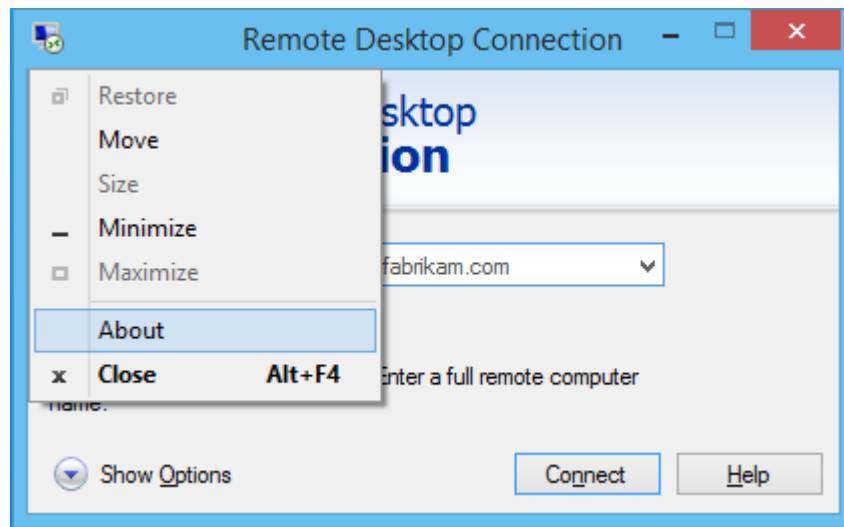 Remote Desktop Connection
Restore
sktop
Move
ion
Size
Minimize
fabrikam.com
Maximize
About
Close Alt+F4
Enter a full remote computer
name.
Show Options
Connect
Help